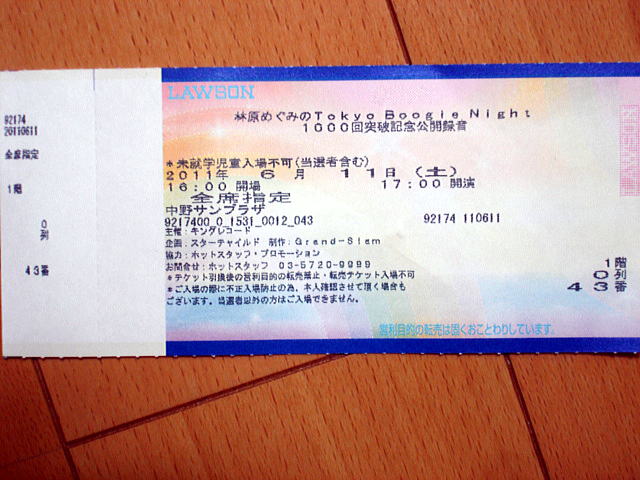 92174
20110611
全席指定
1階
0
列
43番
LAWSON
林原めぐみのTokyo Boogie Night
1000回突破記念公開録音
*未就学児童入場不可(当選者含む)
2011年 6月 11日 (土)
16:00 開場 17:00 開演
全席指定
中野サンプラザ
9217400_0_1531_0012_043 92174 110611
主催:キングレコード
企画:スターチャイルド 制作:Grand-Slam
協力:ホットスタッフ・プロモーション
お問合せ:ホットスタッフ 03-5720-9999
*チケット引換後の営利目的の転売禁止・転売チケット入場不可
*ご入場の際に不正入場防止の為、本人確認させて頂く場合も
ございます。当選者以外の方はご入場できません。
1階
0列
43番
営利目的の転売は固くおことわりしています。